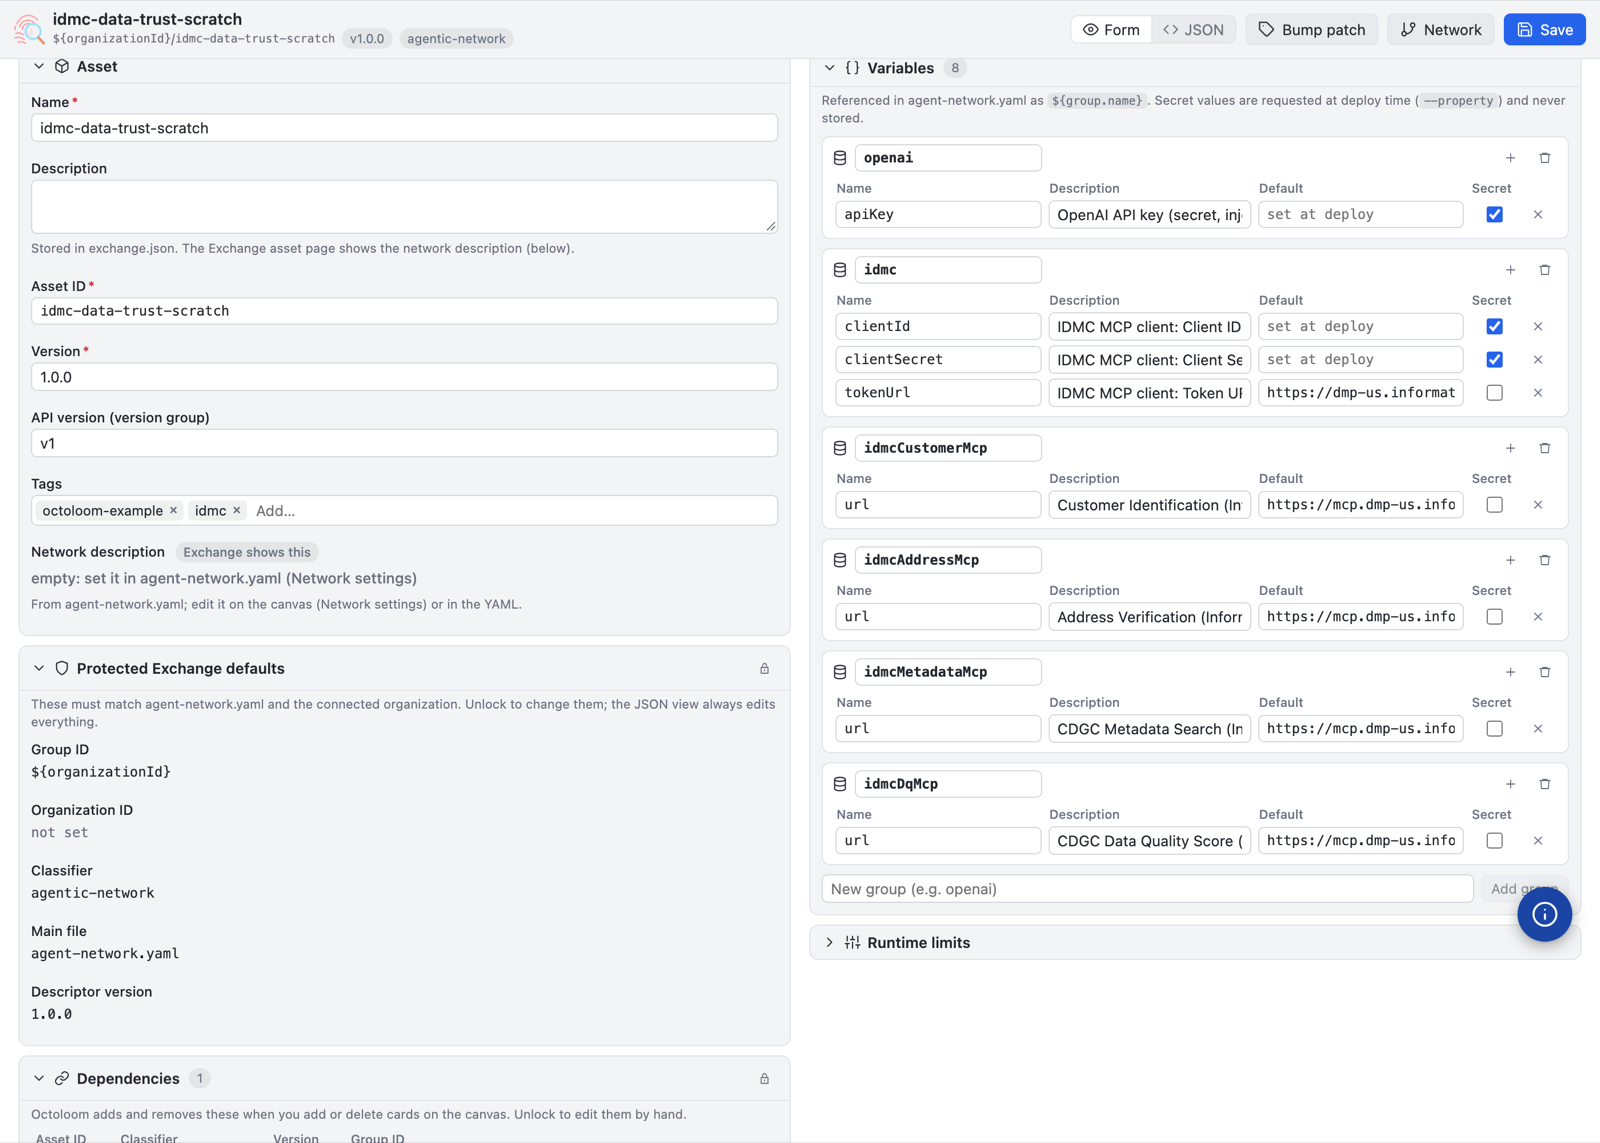 idmc-data-trust-scratch
${organizationId}/idmc-data-trust-scratch v1.0.0 agentic-network
Form JSON Bump patch Network Save
Asset
Name*
idmc-data-trust-scratch
Description
Stored in exchange.json. The Exchange asset page shows the network description (below).
Asset ID*
idmc-data-trust-scratch
Version*
1.0.0
API version (version group)
v1
Tags
octoloom-example × idmc × Add...
Network description Exchange shows this
empty: set it in agent-network.yaml (Network settings)
From agent-network.yaml; edit it on the canvas (Network settings) or in the YAML.
Protected Exchange defaults
These must match agent-network.yaml and the connected organization. Unlock to change them; the JSON view always edits
everything.
Group ID
${organizationId}
Organization ID
not set
Classifier
agentic-network
Main file
agent-network.yaml
Descriptor version
1.0.0
Dependencies 1
Octoloom adds and removes these when you add or delete cards on the canvas. Unlock to edit them by hand.
Asset ID Classifier Version Group ID
{} Variables 8
Referenced in agent-network.yaml as ${group.name}. Secret values are requested at deploy time (--property) and never
stored.
openai
Name Description Default Secret
apiKey OpenAI API key (secret, inj set at deploy
idmc
Name Description Default Secret
clientId IDMC MCP client: Client ID set at deploy
clientSecret IDMC MCP client: Client Se set at deploy
tokenUrl IDMC MCP client: Token UR https://dmp-us.informat
idmcCustomerMcp
Name Description Default Secret
url Customer Identification (In https://mcp.dmp-us.info
idmcAddressMcp
Name Description Default Secret
url Address Verification (Inforr https://mcp.dmp-us.info
idmcMetadataMcp
Name Description Default Secret
url CDGC Metadata Search (In https://mcp.dmp-us.info
idmcDqMcp
Name Description Default Secret
url CDGC Data Quality Score ( https://mcp.dmp-us.info
New group (e.g. openai) Add group
Runtime limits